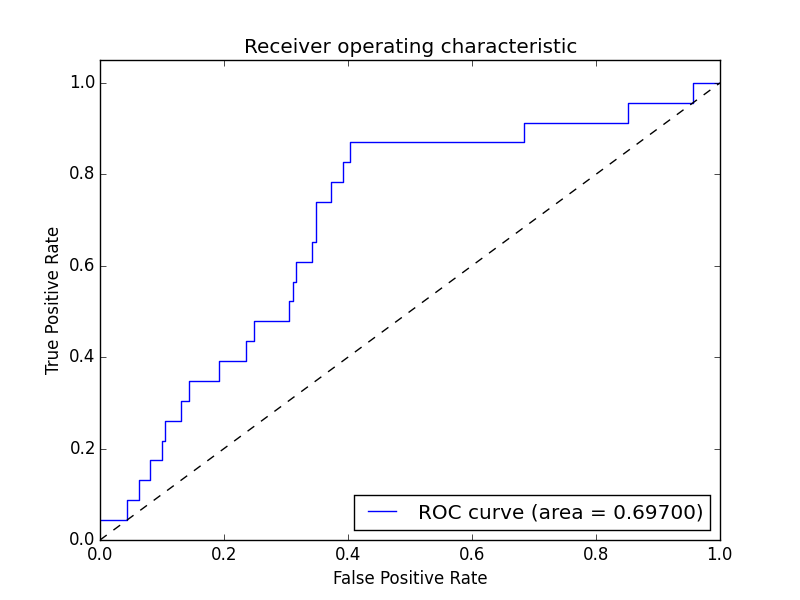 Receiver operating characteristic
True Positive Rate
1.0
0.8
0.6
0.4
0.2
0.0
ROC curve (area = 0.69700)
0.0 0.2 0.4 0.6 0.8 1.0
False Positive Rate